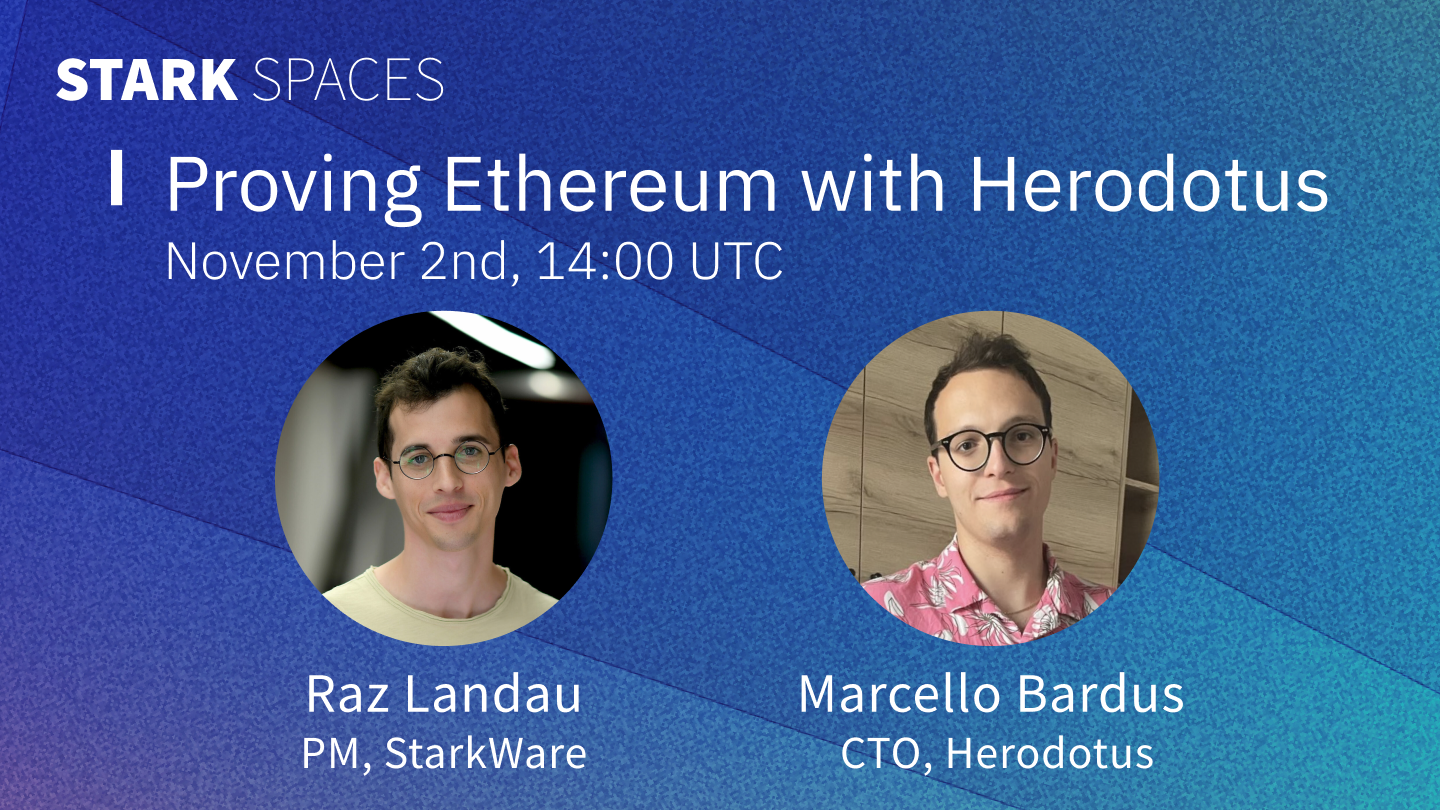 STARK SPACES
Proving Ethereum with Herodotus
November 2nd, 14:00 UTC
Raz Landau
PM, StarkWare
Marcello Bardus
CTO, Herodotus